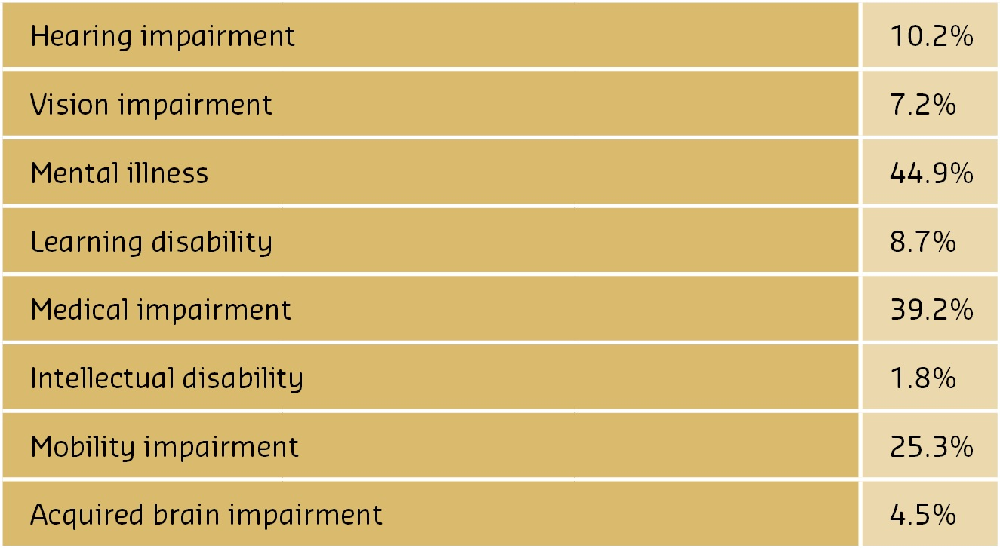 Hearing impairment 10.2%
Vision impairment 7.2%
Mental illness 44.9%
Learning disability 8.7%
Medical impairment 39.2%
Intellectual disability 1.8%
Mobility impairment 25.3%
Acquired brain impairment 4.5%